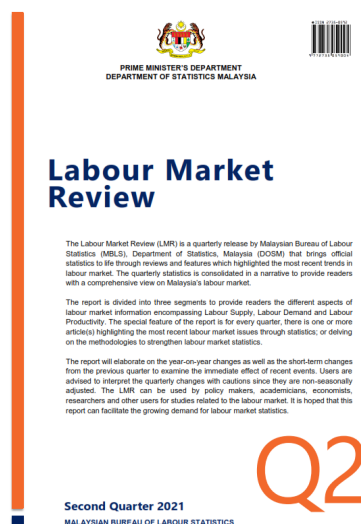 PRIME MINISTER'S DEPARTMENT
DEPARTMENT OF STATISTICS MALAYSIA
Labour Market
Review
The Labour Market Review (LMR) is a quarterly release by Malaysian Bureau of Labour
Statistics (MBLS), Department of Statistics, Malaysia (DOSM) that brings official
statistics to life through reviews and features which highlighted the most recent trends in
labour market. The quarterly statistics is consolidated in a narrative to provide readers
with a comprehensive view on Malaysia's labour market.
The report is divided into three segments to provide readers the different aspects of
labour market information encompassing Labour Supply, Labour Demand and Labour
Productivity. The special feature of the report is for every quarter, there is one or more
article(s) highlighting the most recent labour market issues through statistics; or delving
on the methodologies to strengthen labour market statistics.
The report will elaborate on the year-on-year changes as well as the short-term changes
from the previous quarter to examine the immediate effect of recent events. Users are
advised to interpret the quarterly changes with cautions since they are non-seasonally
adjusted. The LMR can be used by policy makers, academicians, economists,
researchers and other users for studies related to the labour market. It is hoped that this
report can facilitate the growing demand for labour market statistics.
Q2
Second Quarter 2021
MALAYSIAN BUREAU OF LABOUR STATISTICS